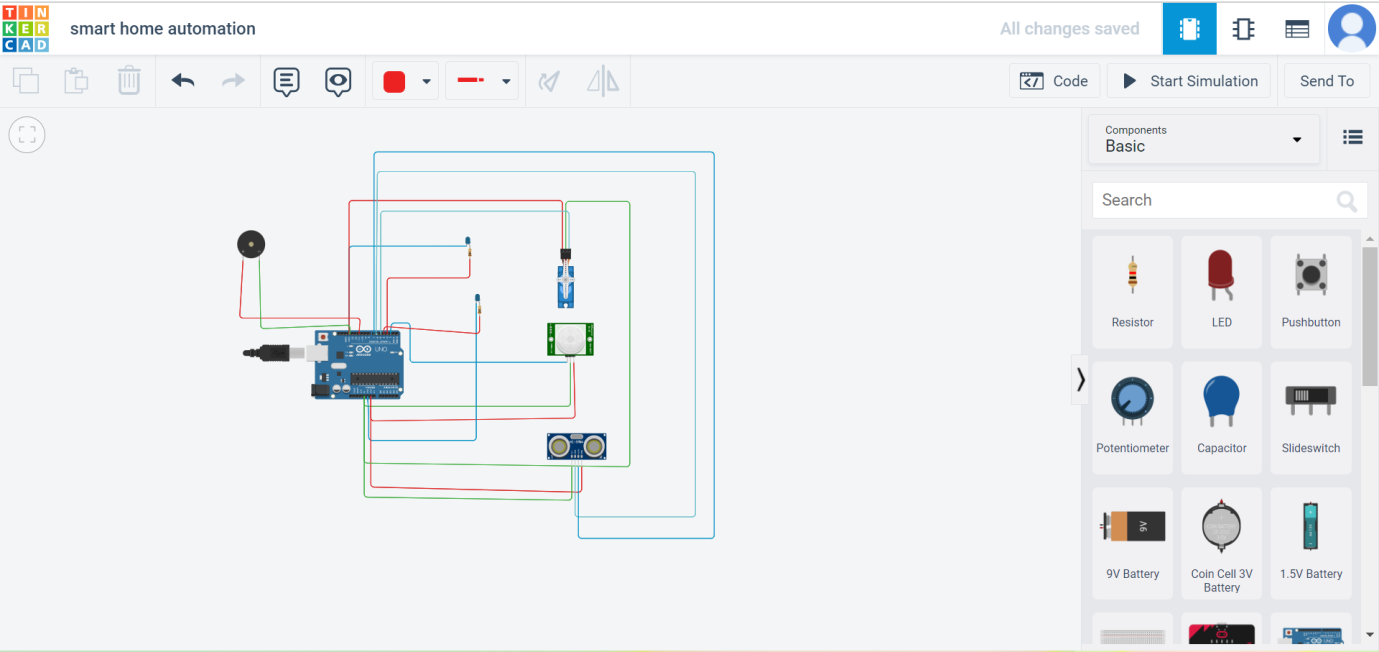 TIN
KER
CAD
smart home automation
All changes saved
Code
Start Simulation
Send To
Components
Basic
Search
Resistor
LED
Pushbutton
Potentiometer
Capacitor
Slideswitch
9V
9V Battery
Coin Cell 3V
Battery
1.5V Battery
UNO